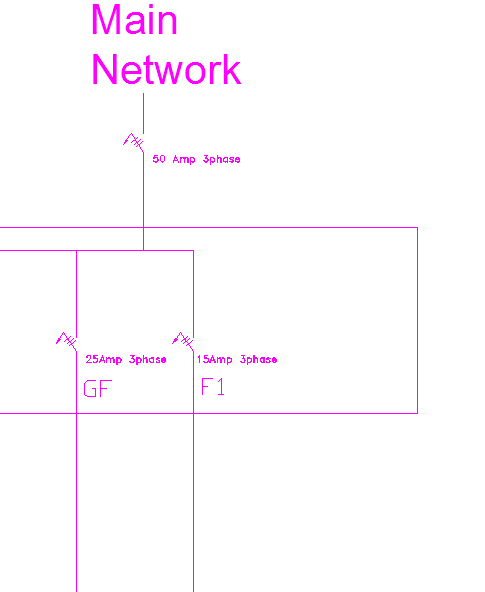 Main
Network
50 Amp 3phase
25Amp 3phase
15Amp 3phase
GF
F1